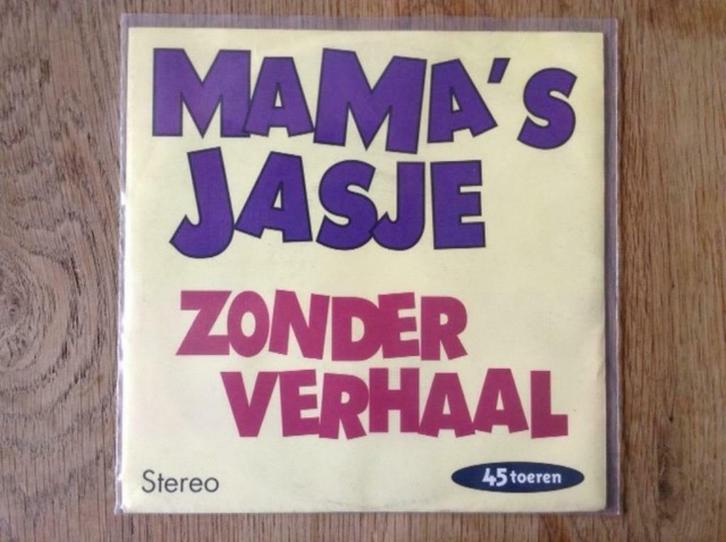 MAMA'S
JASJE
ZONDER
VERHAAL
Stereo
45 toeren